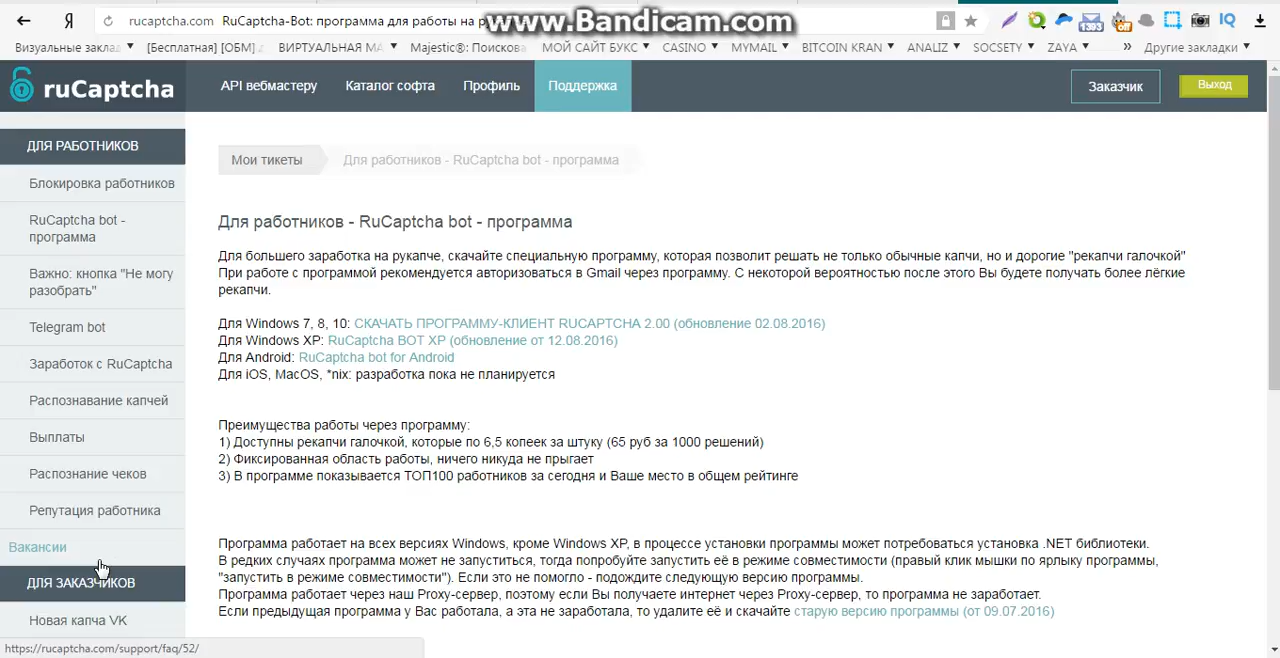 rucaptcha.com RuCaptcha-Bot: программа для работы на
www.Bandicam.com
1393
off
IQ
Визуальные заклад
[Бесплатная] [ОБМ]
ВИРТУАЛЬНАЯ МА
Majestic®: Поискова
МОЙ САЙТ БУКС
CASINO
MYMAIL
BITCOIN KRAN
ANALIZ
SOCSETY
ZAYA
»
Другие закладки
ruCaptcha
API вебмастеру
Каталог софта
Профиль
Поддержка
Заказчик
Выход
ДЛЯ РАБОТНИКОВ
Блокировка работников
RuCaptcha bot -
программа
Важно: кнопка "Не могу
разобрать"
Telegram bot
Заработок с RuCaptcha
Распознавание капчей
Выплаты
Распознание чеков
Репутация работника
Вакансии
ДЛЯ ЗАКАЗЧИКОВ
Новая капча VK
https://rucaptcha.com/support/faq/52/
Мои тикеты
Для работников - RuCaptcha bot - программа
Для работников - RuCaptcha bot - программа
Для большего заработка на рукапче, скачайте специальную программу, которая позволит решать не только обычные капчи, но и дорогие "рекапчи галочкой"
При работе с программой рекомендуется авторизоваться в Gmail через программу. С некоторой вероятностью после этого Вы будете получать более лёгкие
рекапчи.
Для Windows 7, 8, 10: СКАЧАТЬ ПРОГРАММУ-КЛИЕНТ RUCAPTCHA 2.00 (обновление 02.08.2016)
Для Windows XP: RuCaptcha BOT XP (обновление от 12.08.2016)
Для Android: RuCaptcha bot for Android
Для iOS, MacOS, *nix: разработка пока не планируется
Преимущества работы через программу:
1) Доступны рекапчи галочкой, которые по 6,5 копеек за штуку (65 руб за 1000 решений)
2) Фиксированная область работы, ничего никуда не прыгает
3) В программе показывается ТОП100 работников за сегодня и Ваше место в общем рейтинге
Программа работает на всех версиях Windows, кроме Windows XP, в процессе установки программы может потребоваться установка .NET библиотеки.
В редких случаях программа может не запуститься, тогда попробуйте запустить её в режиме совместимости (правый клик мышки по ярлыку программы,
"запустить в режиме совместимости"). Если это не помогло - подождите следующую версию программы.
Программа работает через наш Proxy-сервер, поэтому если Вы получаете интернет через Proxy-сервер, то программа не заработает.
Если предыдущая программа у Вас работала, а эта не заработала, то удалите её и скачайте старую версию программы (от 09.07.2016)